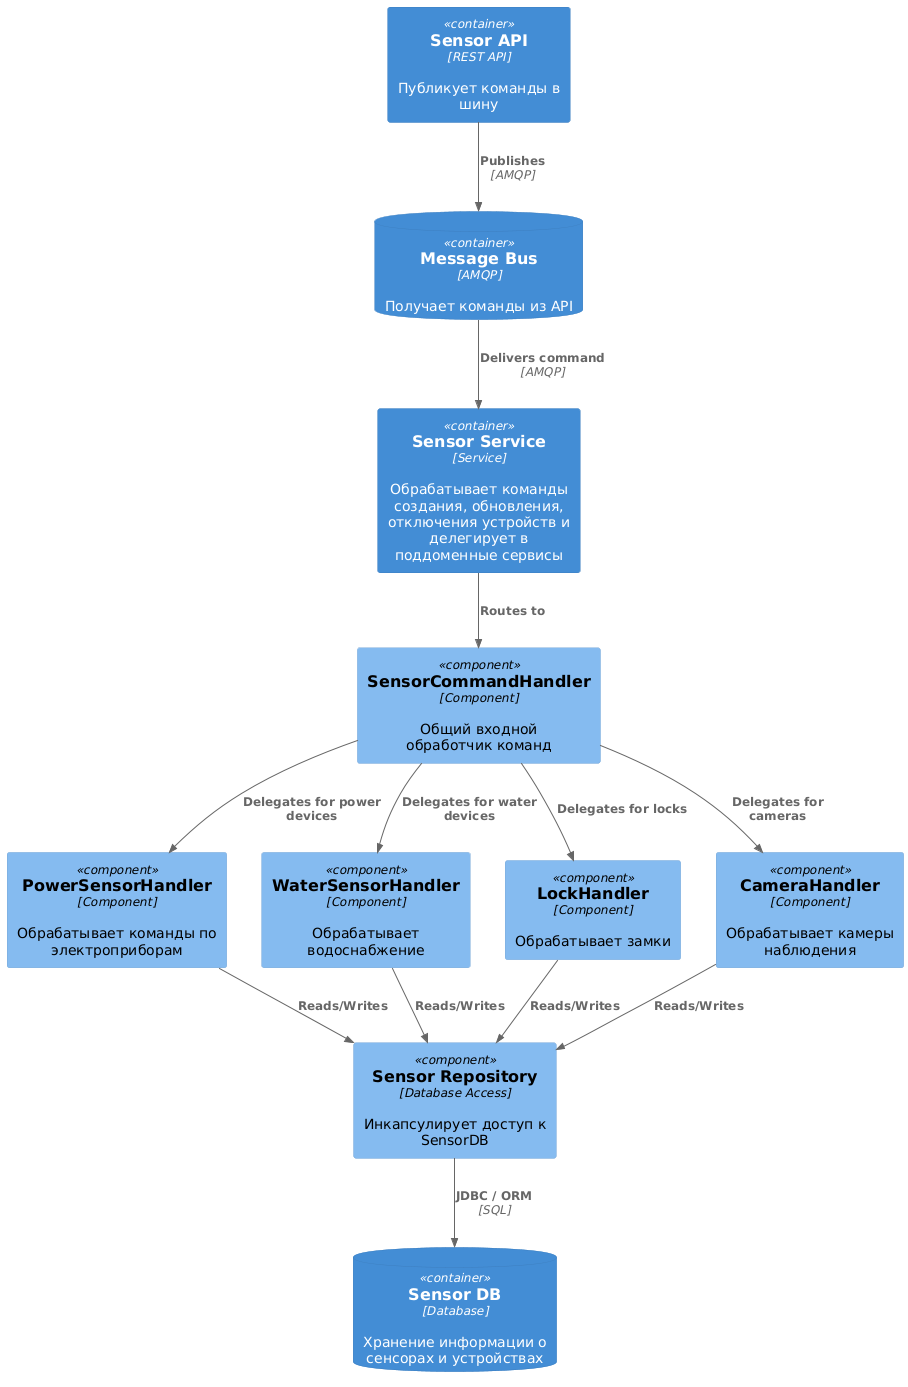 «container»
Sensor API
[REST API]
Публикует команды в
шину
Publishes
[AMQP]
«container»
Message Bus
[AMQP]
Получает команды из API
Delivers command
[AMQP]
«container»
Sensor Service
[Service]
Обрабатывает команды
создания, обновления,
отключения устройств и
делегирует в
поддоменные сервисы
Routes to
«component»
SensorCommandHandler
[Component]
Общий входной
обработчик команд
Delegates for power
devices
Delegates for water
devices
Delegates for locks
Delegates for
cameras
«component»
PowerSensorHandler
[Component]
Обрабатывает команды по
электроприборам
«component»
WaterSensorHandler
[Component]
Обрабатывает
водоснабжение
«component»
LockHandler
[Component]
Обрабатывает замки
«component»
CameraHandler
[Component]
Обрабатывает камеры
наблюдения
Reads/Writes
Reads/Writes
Reads/Writes
Reads/Writes
«component»
Sensor Repository
[Database Access]
Инкапсулирует доступ к
SensorDB
JDBC / ORM
[SQL]
«container»
Sensor DB
[Database]
Хранение информации о
сенсорах и устройствах